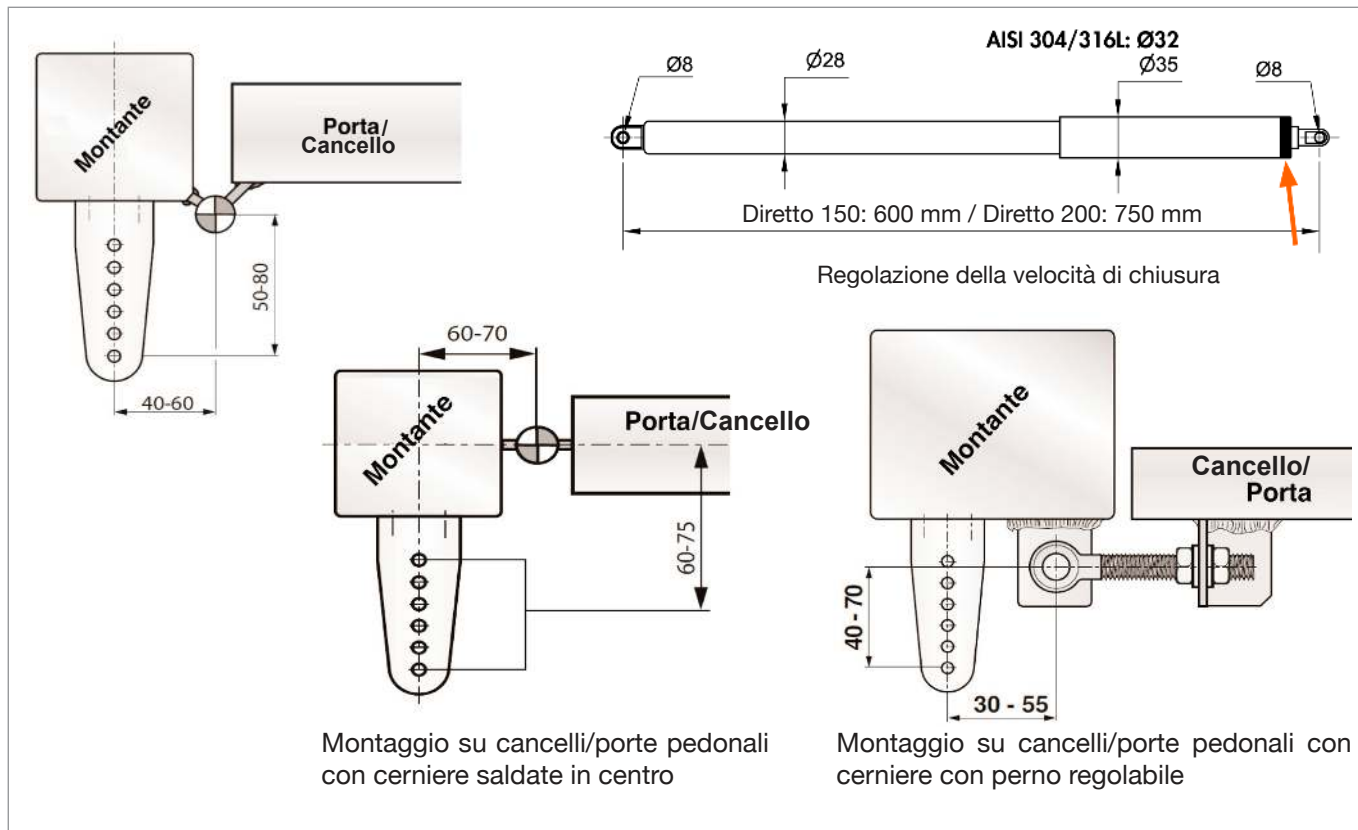 Montante
Porta/
Cancello
50-80
40-60
AISI 304/316L: Ø32
Ø8
Ø28
Ø35
Ø8
Diretto 150: 600 mm / Diretto 200: 750 mm
Regolazione della velocità di chiusura
60-70
Montante
Porta/Cancello
60-75
Montaggio su cancelli/porte pedonali
con cerniere saldate in centro
Montante
Cancello/
Porta
40 - 70
30 - 55
Montaggio su cancelli/porte pedonali con
cerniere con perno regolabile